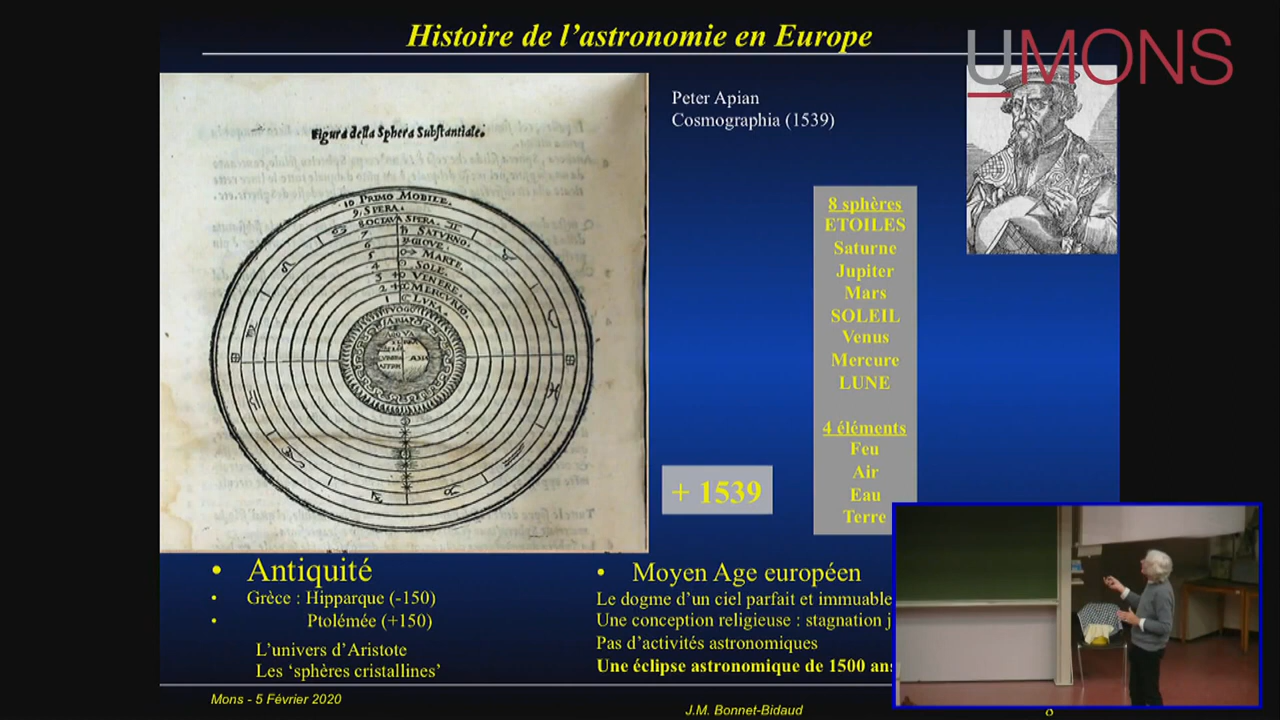 Histoire de l’astronomie en Europe
UMONS
Peter Apian
Cosmographia (1539)
Figura della Sphera Substantiale.
10 PRIMO MOBILE.
9 SPERA.
8 OCTAVA SPERA.
7 SATVRNO.
6 GIOVE.
5 MARTE
4 SOLE.
3 VENERE.
2 MERCVRIO.
1 LVNA.
8 sphères
ETOILES
Saturne
Jupiter
Mars
SOLEIL
Venus
Mercure
LUNE
4 éléments
Feu
Air
Eau
Terre
+ 1539
• Antiquité
• Grèce : Hipparque (-150)
• Ptolémée (+150)
L’univers d’Aristote
Les ‘sphères cristallines’
• Moyen Age européen
Le dogme d’un ciel parfait et immuable
Une conception religieuse : stagnation j
Pas d’activités astronomiques
Une éclipse astronomique de 1500 ans
Mons - 5 Février 2020
J.M. Bonnet-Bidaud
8